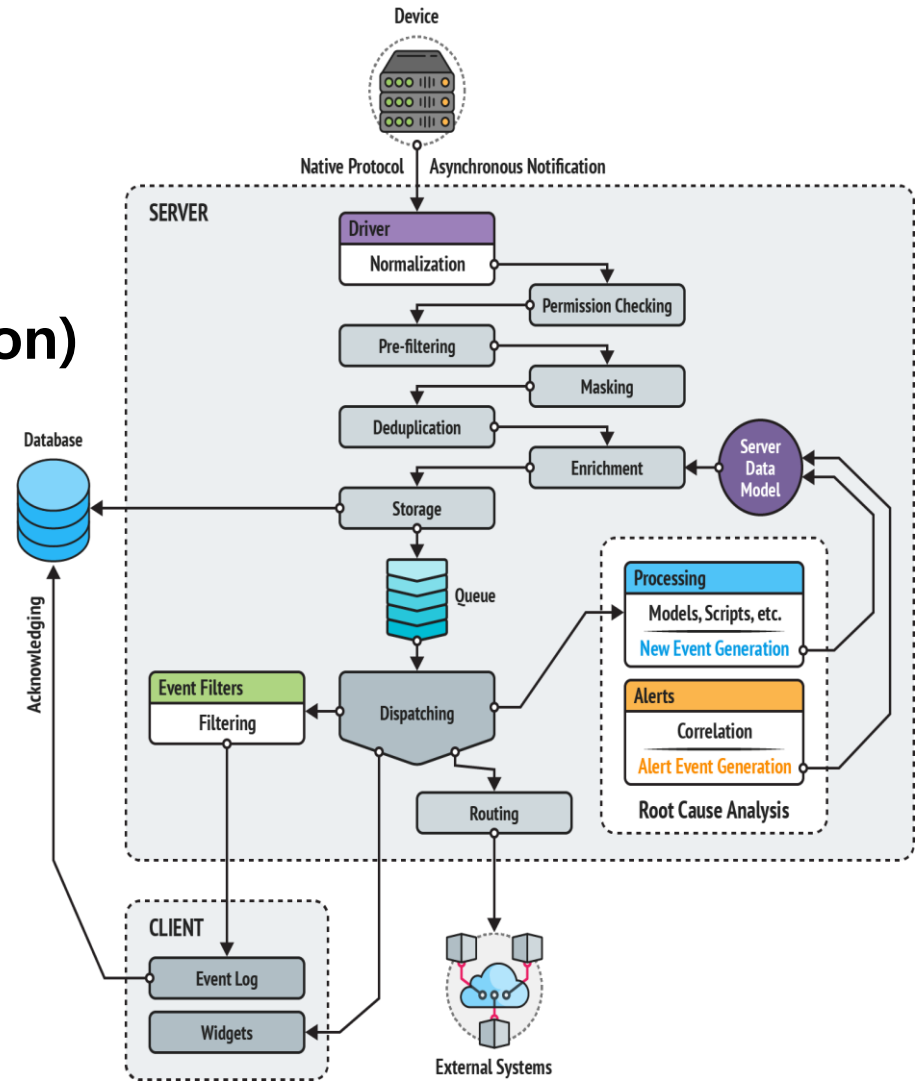 Device
Native Protocol
Asynchronous Notification
SERVER
Driver
Normalization
Permission Checking
on)
Pre-filtering
Masking
Deduplication
Database
Enrichment
Server
Data
Model
Storage
Queue
Processing
Models, Scripts, etc.
New Event Generation
Acknowledging
Event Filters
Filtering
Dispatching
Alerts
Correlation
Alert Event Generation
Root Cause Analysis
Routing
CLIENT
Event Log
Widgets
External Systems